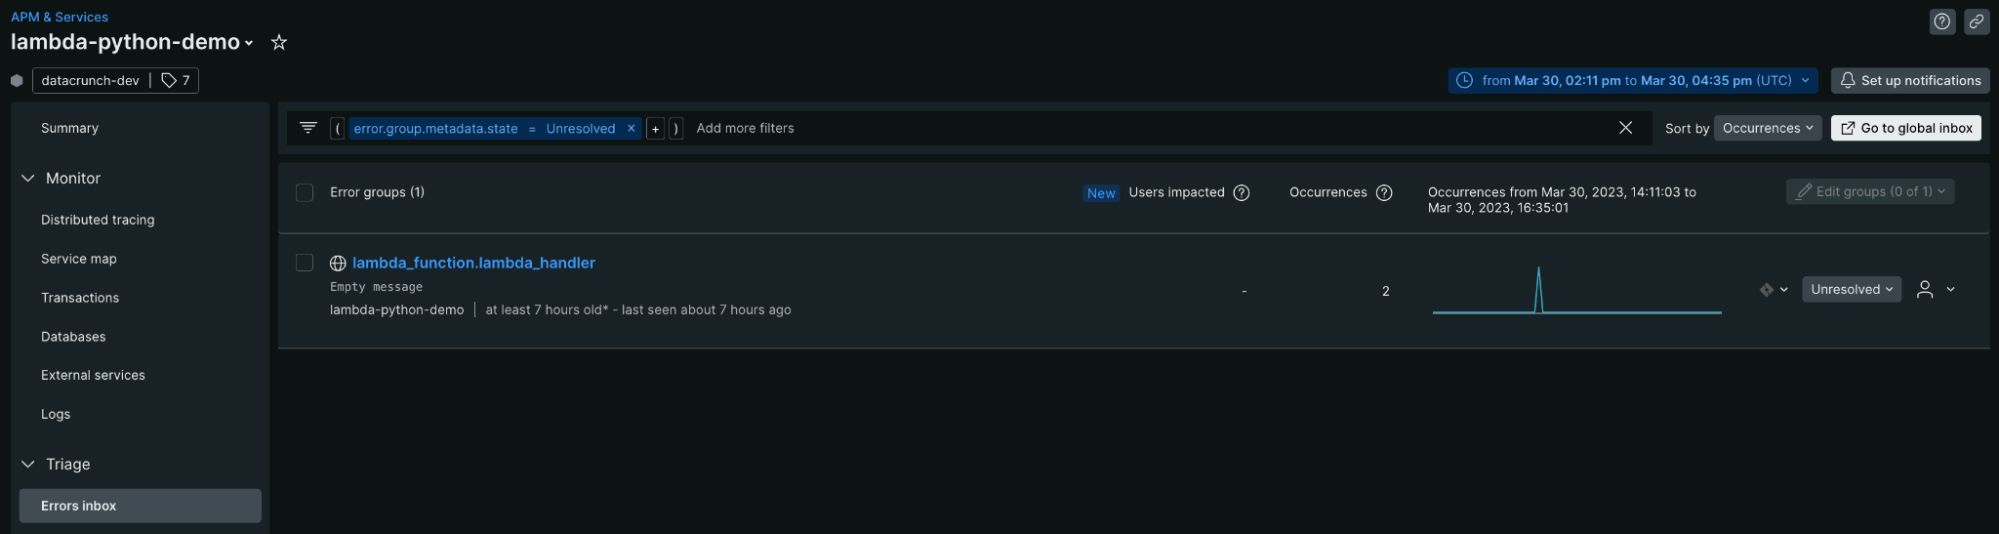 APM & Services
lambda-python-demo
datacrunch-dev | 7
from Mar 30, 02:11 pm to Mar 30, 04:35 pm (UTC)
Set up notifications
Summary
Monitor
Distributed tracing
Service map
Transactions
Databases
External services
Logs
Triage
Errors inbox
( error.group.metadata.state = Unresolved × + ) Add more filters
Sort by Occurrences
Go to global inbox
Error groups (1)
New Users impacted ?
Occurrences ?
Occurrences from Mar 30, 2023, 14:11:03 to
Mar 30, 2023, 16:35:01
Edit groups (0 of 1)
lambda_function.lambda_handler
Empty message
lambda-python-demo | at least 7 hours old* - last seen about 7 hours ago
-
2
Unresolved